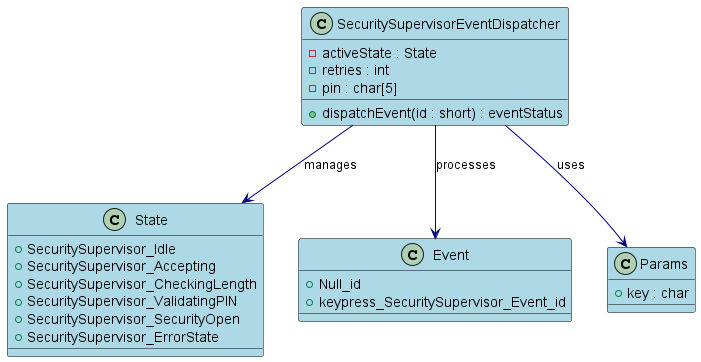 C SecuritySupervisorEventDispatcher
activeState : State
retries : int
pin : char[5]
dispatchEvent(id : short) : eventStatus
manages
processes
uses
C State
SecuritySupervisor_Idle
SecuritySupervisor_Accepting
SecuritySupervisor_CheckingLength
SecuritySupervisor_ValidatingPIN
SecuritySupervisor_SecurityOpen
SecuritySupervisor_ErrorState
C Event
Null_id
keypress_SecuritySupervisor_Event_id
C Params
key : char